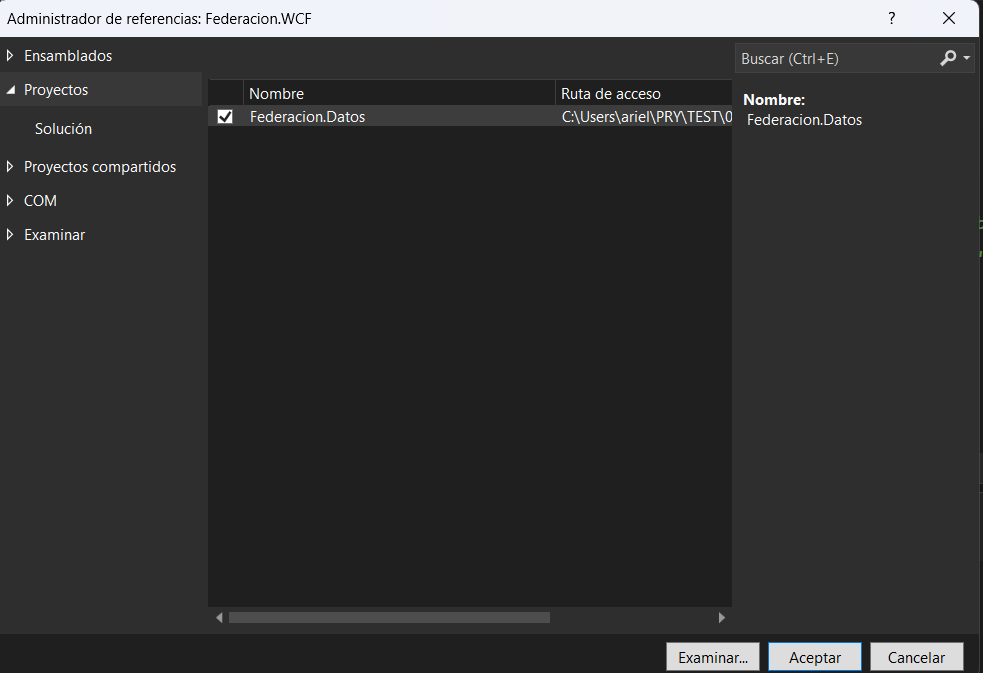 Administrador de referencias: Federacion.WCF
?
Ensamblados
Proyectos
Solución
Proyectos compartidos
COM
Examinar
Nombre
Ruta de acceso
Federacion.Datos
C:\Users\ariel\PRY\TEST\0
Buscar (Ctrl+E)
Nombre:
Federacion.Datos
Examinar...
Aceptar
Cancelar